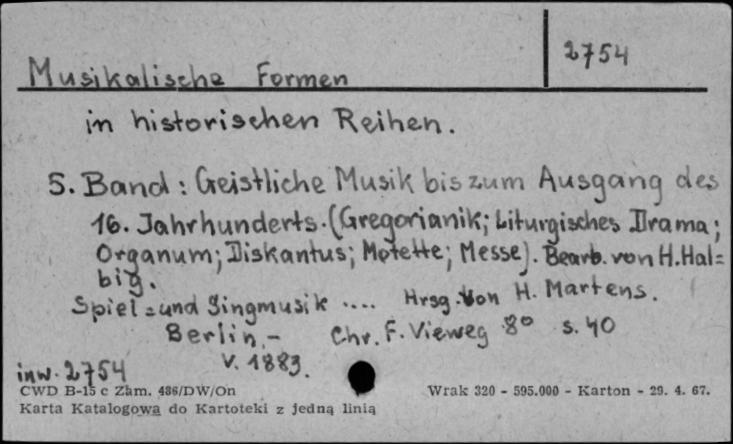 2754
Musikalische Formen
in historischen Reihen.
5. Band: Geistliche Musik bis zum Ausgang des
16. Jahrhunderts. (Gregorianik; Liturgisches Drama;
Organum; Diskantus; Motette; Messe). Bearb. von H. Hal=
big.
Spiel= und Singmusik .... Hrsg. von H. Martens.
Berlin,- Chr. F. Vieweg 8° s. 40
V. 1883.
inw. 2754
CWD B-15 c Zam. 486/DW/On Wrak 320 - 595.000 - Karton - 29. 4. 67.
Karta Katalogowa do Kartoteki z jedną linią